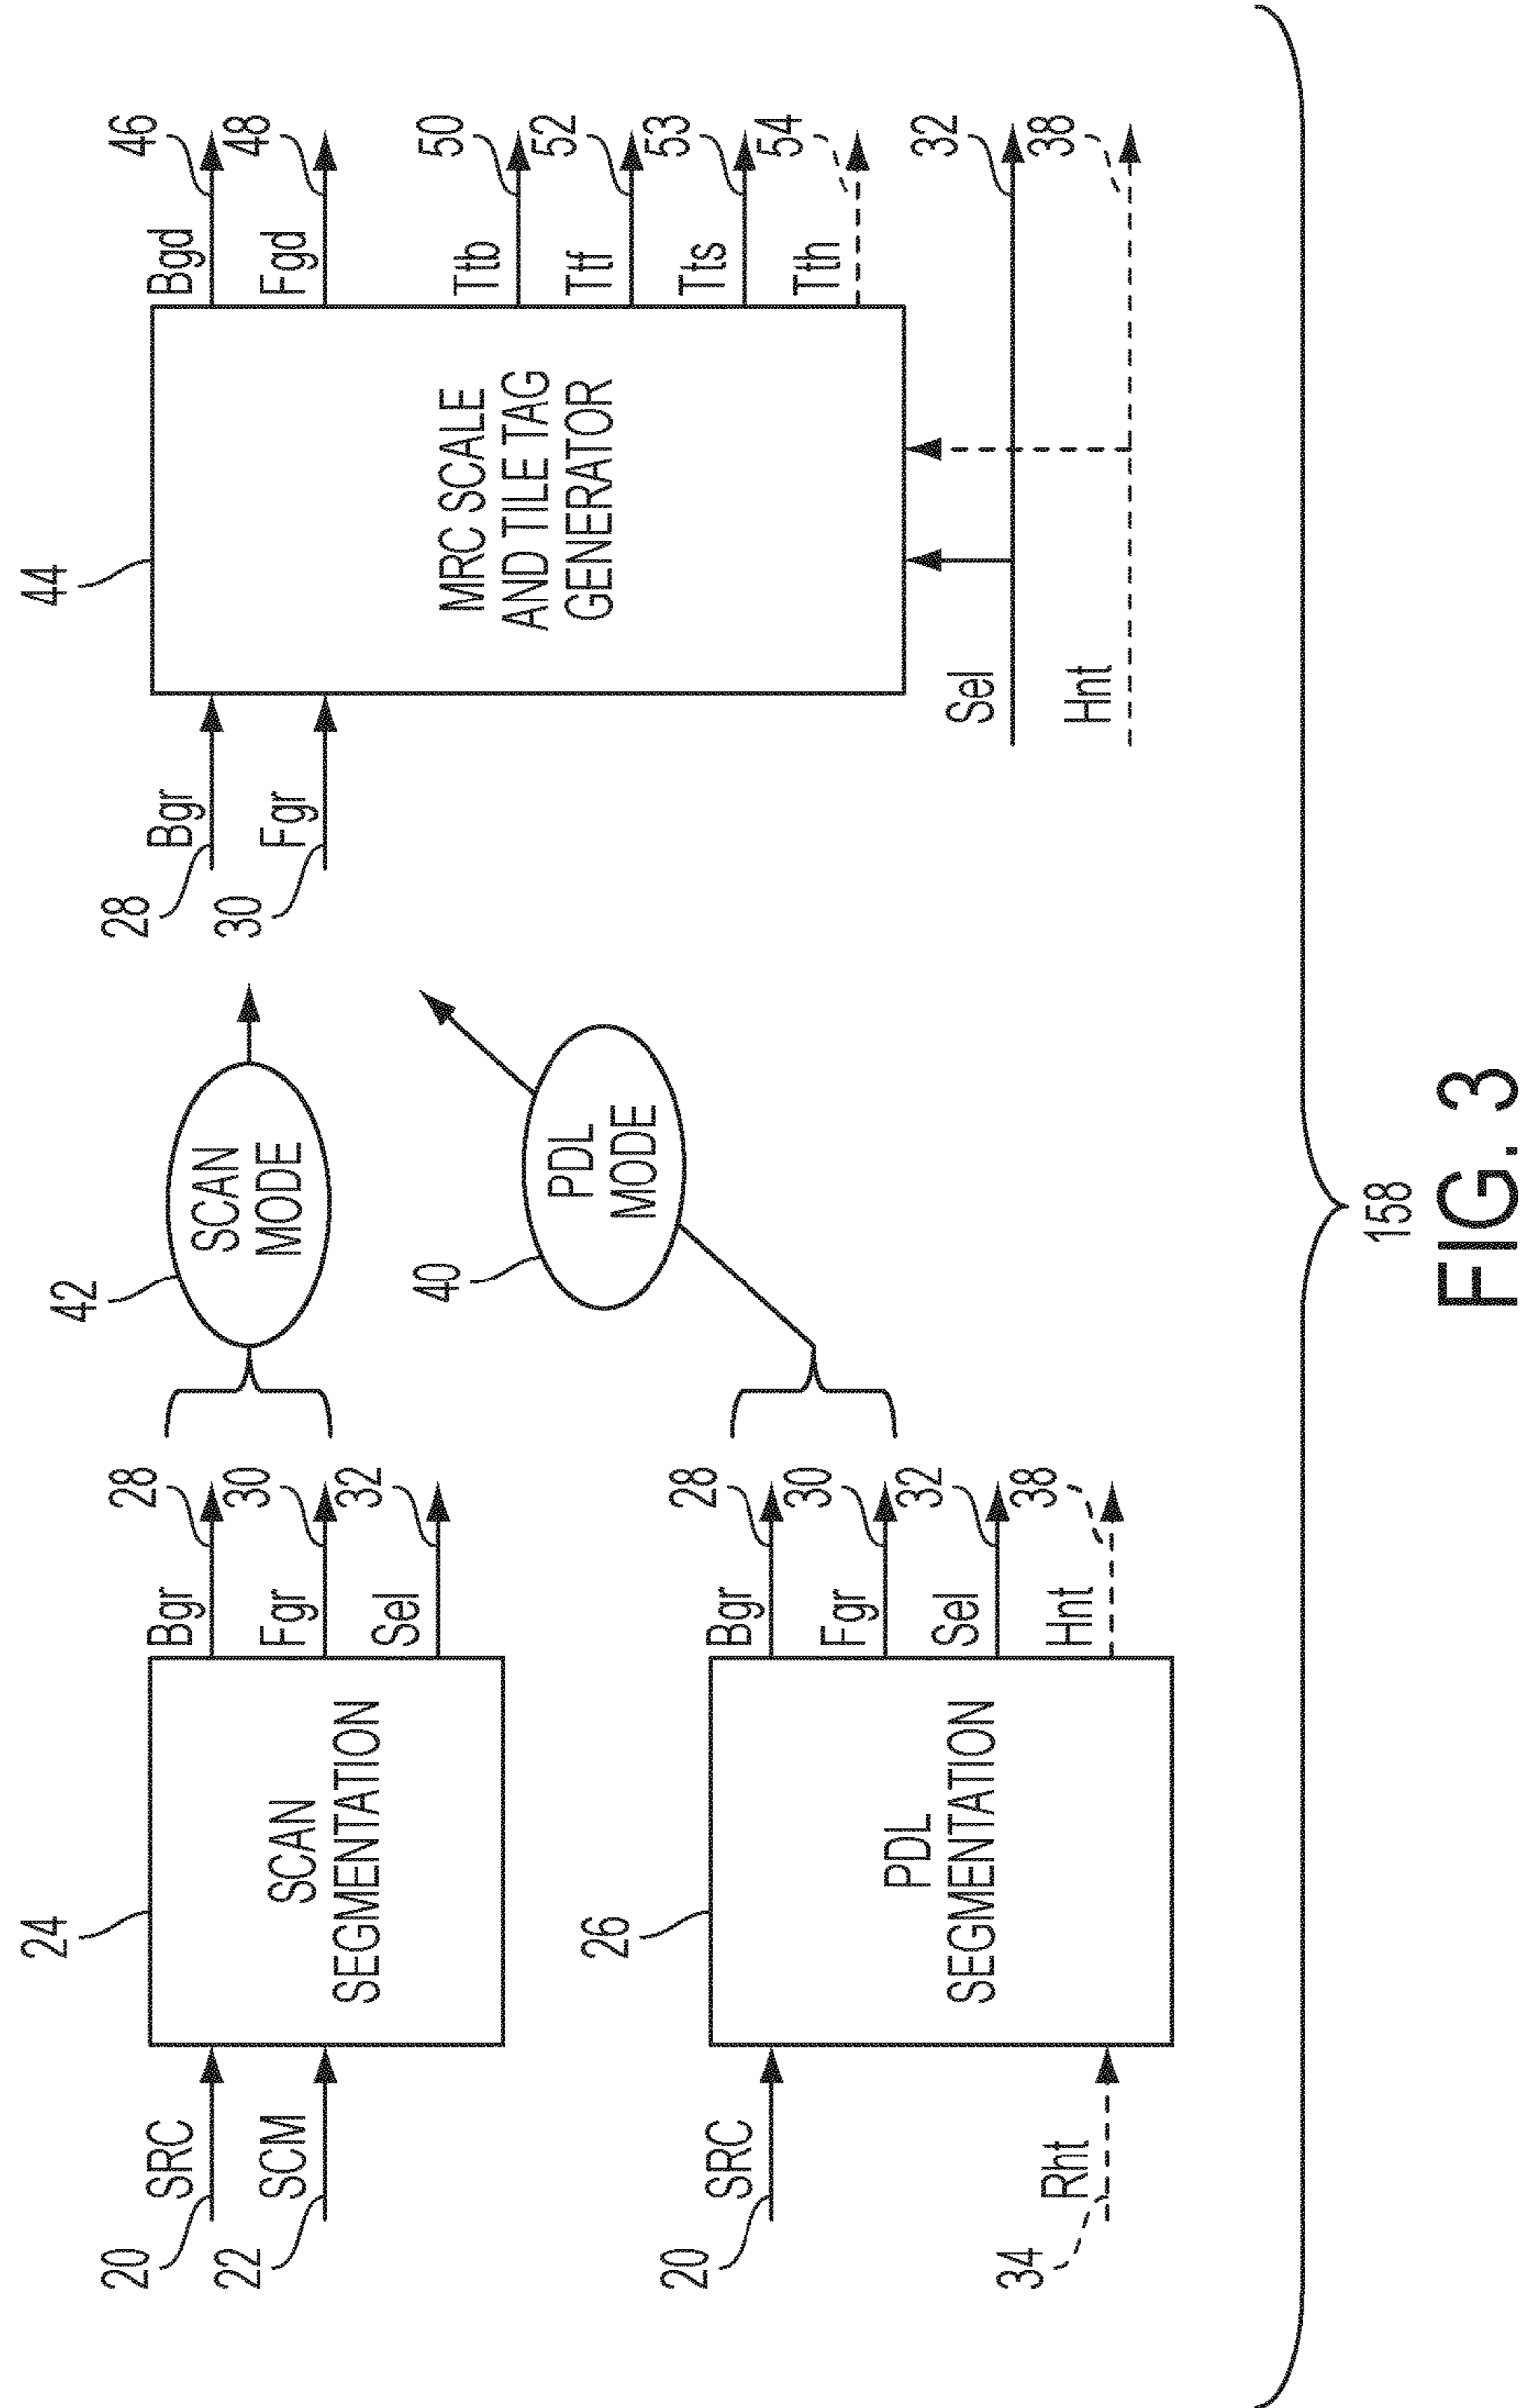 24
20
SRC
22
SCM
SCAN
SEGMENTATION
Bgr
28
Fgr
30
Sel
32
42
SCAN
MODE
26
20
SRC
34
Rht
PDL
SEGMENTATION
Bgr
28
Fgr
30
Sel
32
Hnt
38
40
PDL
MODE
44
28
Bgr
30
Fgr
MRC SCALE
AND TILE TAG
GENERATOR
Bgd
46
Fgd
48
Ttb
50
Ttf
52
Tts
53
Tth
54
Sel
32
Hnt
38
158
FIG. 3